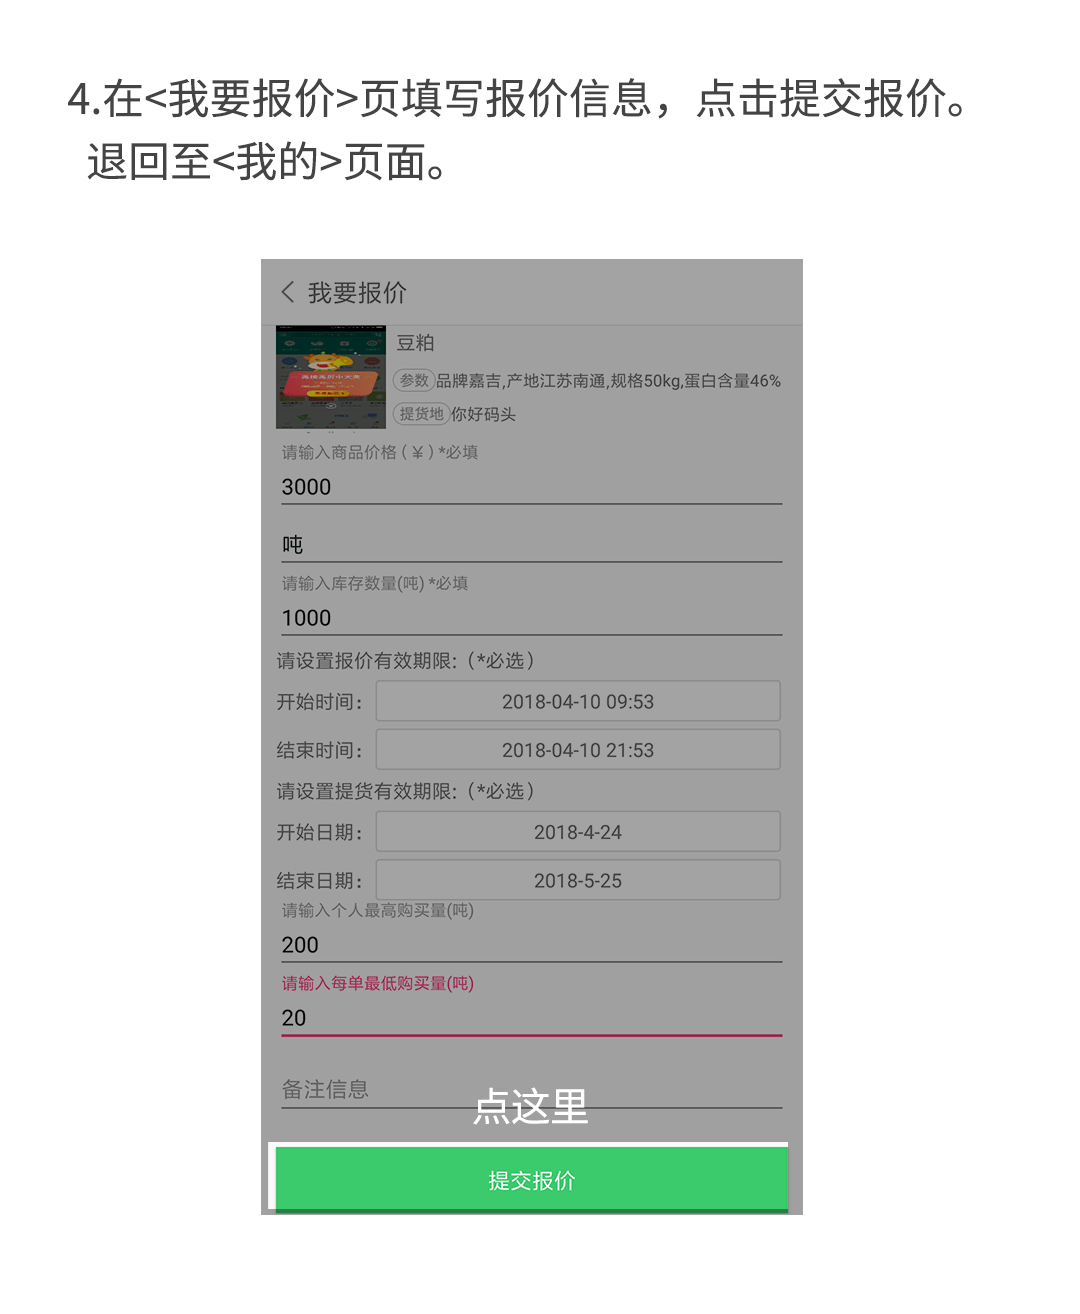 4.在<我要报价>页填写报价信息，点击提交报价。
退回至<我的>页面。
我要报价
豆粕
参数 品牌嘉吉,产地江苏南通,规格50kg,蛋白含量46%
提货地 你好码头
请输入商品价格（¥）*必填
3000
吨
请输入库存数量(吨) *必填
1000
请设置报价有效期限:（*必选）
开始时间： 2018-04-10 09:53
结束时间： 2018-04-10 21:53
请设置提货有效期限:（*必选）
开始日期： 2018-4-24
结束日期： 2018-5-25
请输入个人最高购买量(吨)
200
请输入每单最低购买量(吨)
20
备注信息
点这里
提交报价